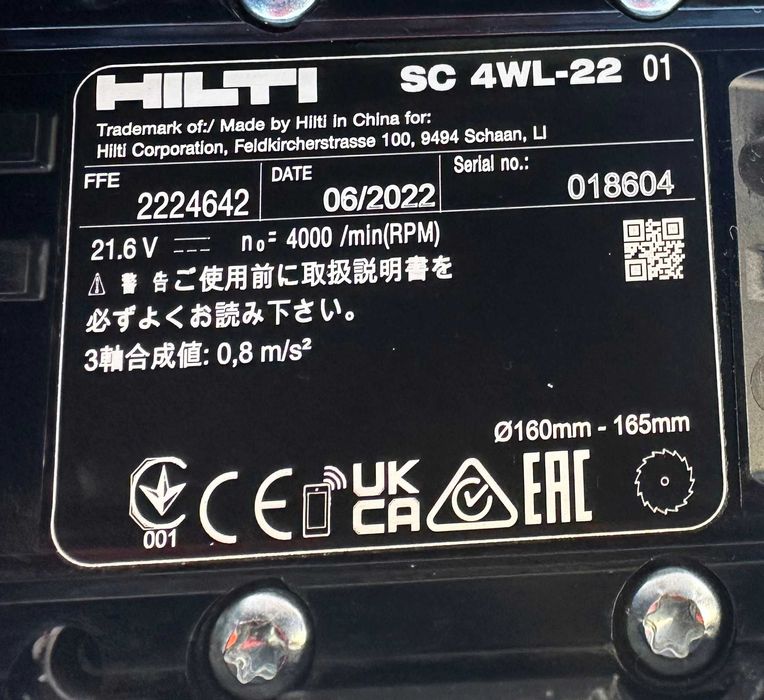 HILTI SC 4WL-22 01
Trademark of:/ Made by Hilti in China for:
Hilti Corporation, Feldkircherstrasse 100, 9494 Schaan, LI
FFE 2224642 DATE 06/2022 Serial no.: 018604
21.6 V n₀= 4000 /min(RPM)
警告ご使用前に取扱説明書を
必ずよくお読み下さい。
3軸合成値: 0,8 m/s²
Ø160mm - 165mm
001 CE UK CA EAC